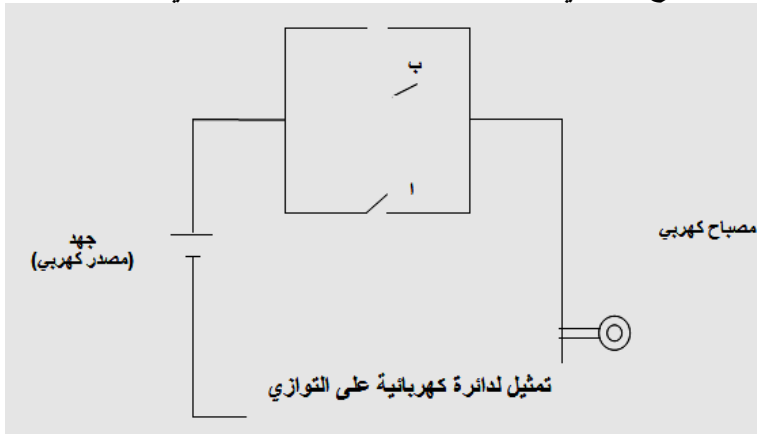 ب
ا
جهد
(مصدر كهربي)
مصباح كهربي
تمثيل لدائرة كهربائية على التوازي